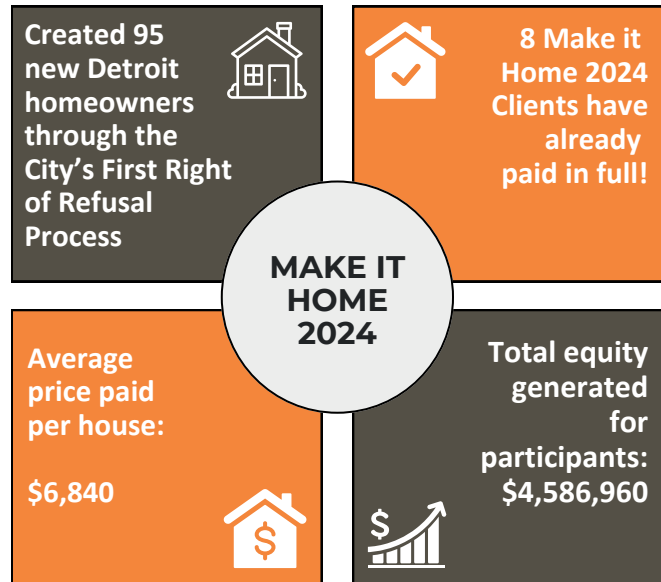 Created 95
new Detroit
homeowners
through the
City’s First Right
of Refusal
Process
8 Make it
Home 2024
Clients have
already
paid in full!
MAKE IT
HOME
2024
Average
price paid
per house:
$6,840
$
Total equity
generated
for
participants:
$4,586,960
$